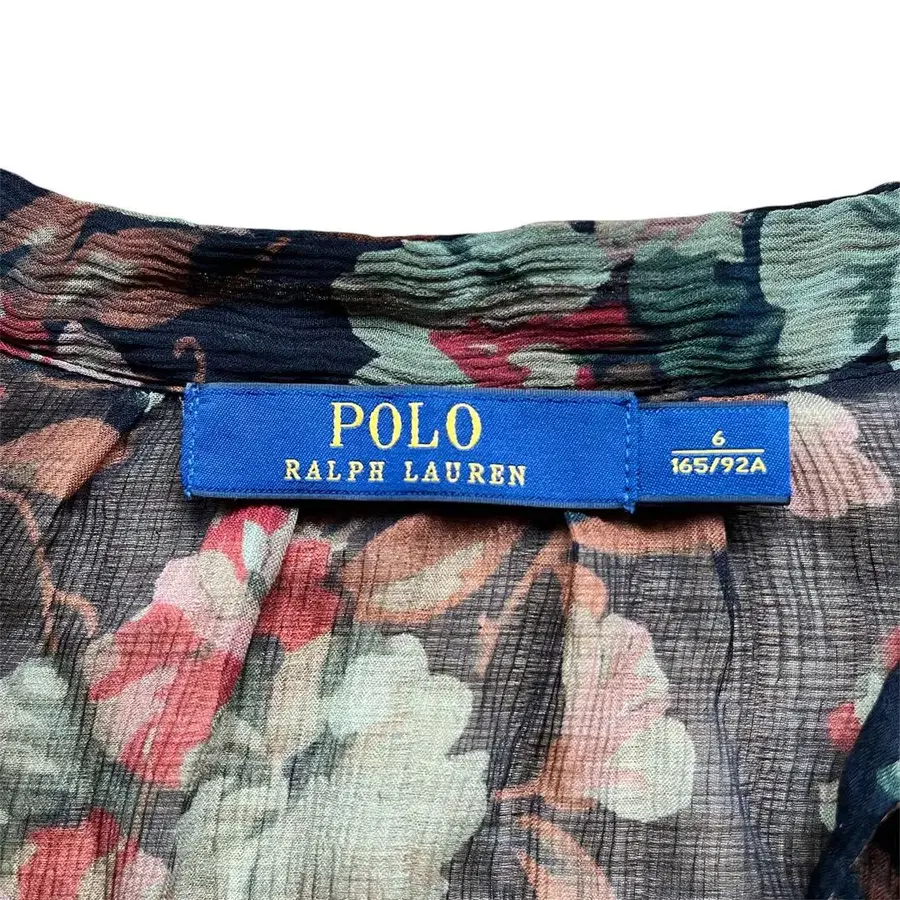 POLO
RALPH LAUREN
6
165/92A